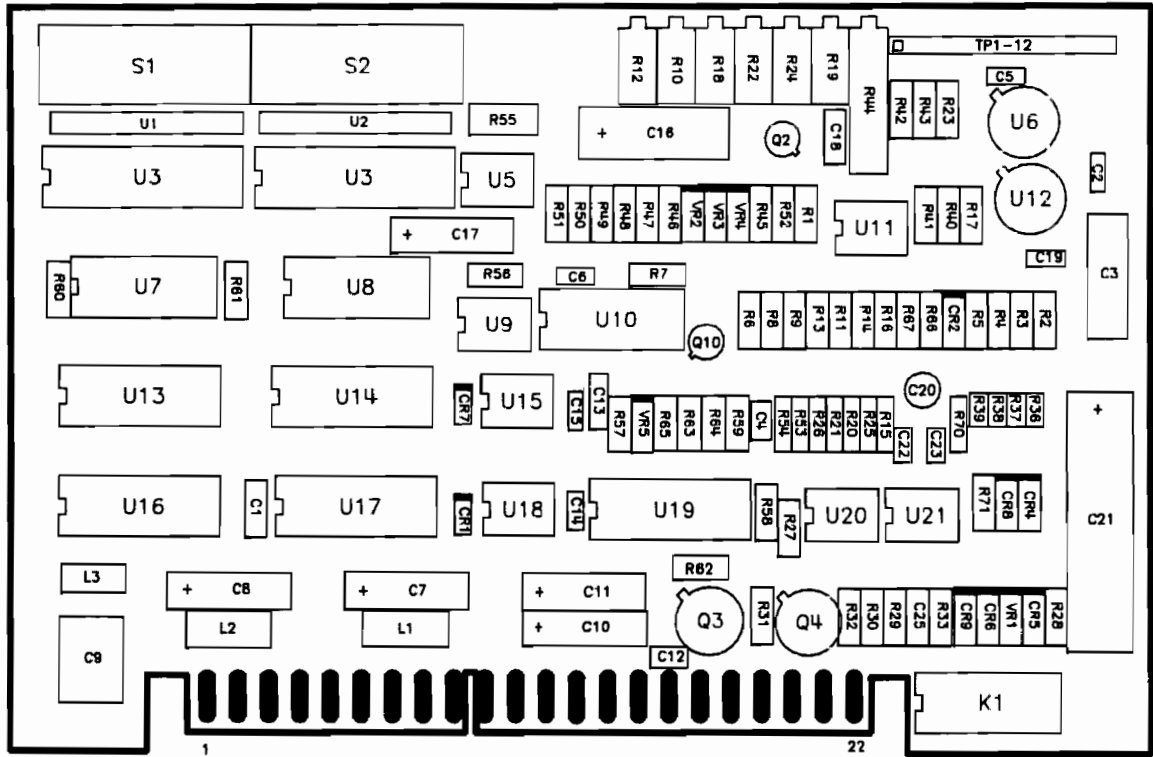 S1 S2 R12 R10 R18 R22 R24 R19 R44 TP1-12
C5
U1 U2 R55 + C16 Q2 C18 R42 R43 R23 U6
U3 U3 U5 C2
R51 R50 R49 R48 R47 R46 VR2 VR3 VR4 R45 R52 R1 U11 R41 R40 R17 U12
+ C17
C19
R60 U7 R61 U8 R56 C6 R7 C3
U9 U10 Q10 R6 R8 R9 R13 R11 R14 R16 R67 R66 CR2 R5 R4 R3 R2
U13 U14 CR7 U15 C15 C13 C20
R57 VR5 R65 R63 R64 R59 C4 R54 R53 R26 R21 R20 R25 R15 C22 C23 R70 R39 R38 R37 R36 +
U16 C1 U17 CR1 U18 C14 U19 R58 R27 U20 U21 R71 CR8 CR4 C21
L3 + C8 + C7 + C11 R62
L2 L1 + C10 Q3 R31 Q4 R32 R30 R29 C25 R33 CR6 VR1 CR5 R28
C9 C12
K1
1 22